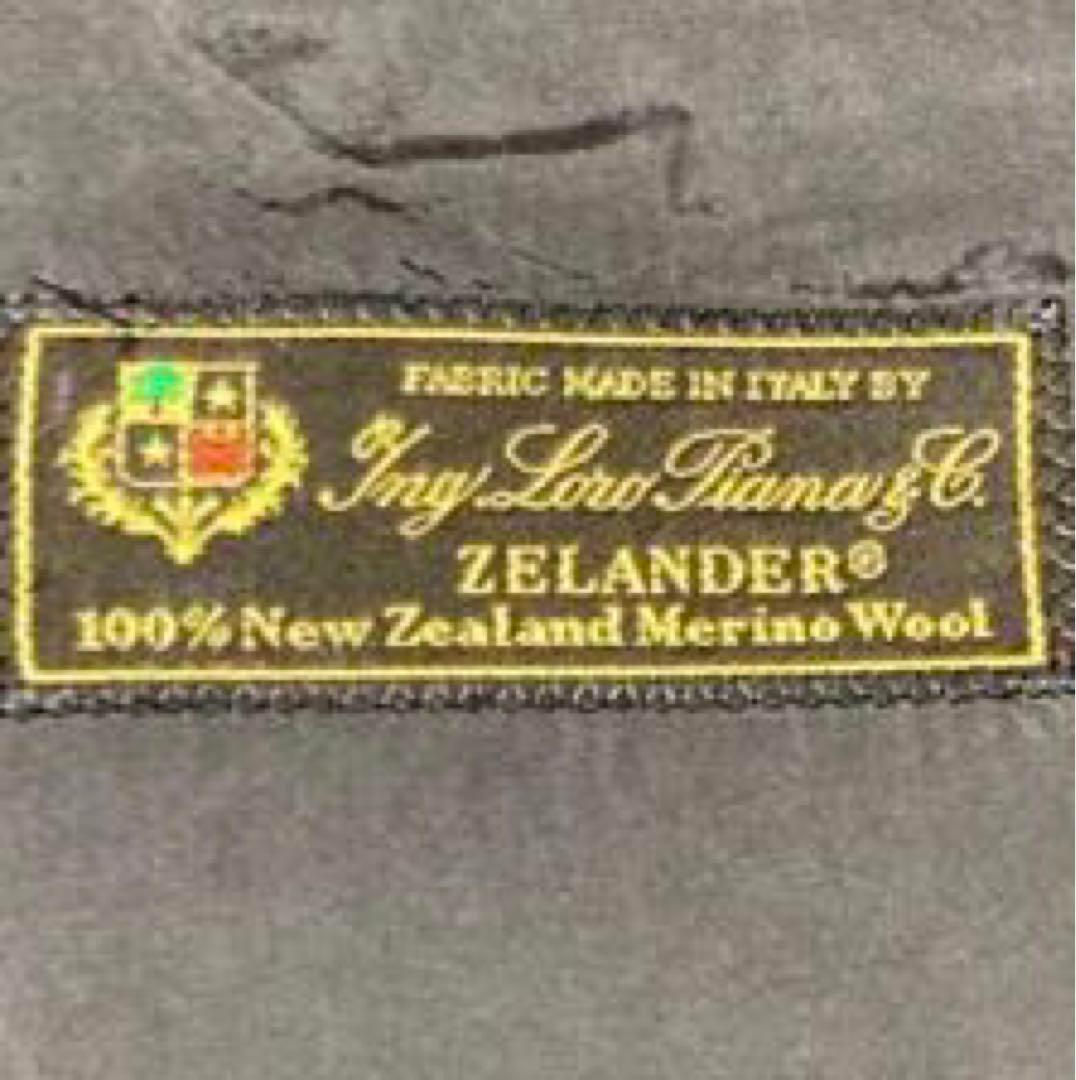 FABRIC MADE IN ITALY BY
Ing. Loro Piana & C.
ZELANDER®
100% New Zealand Merino Wool